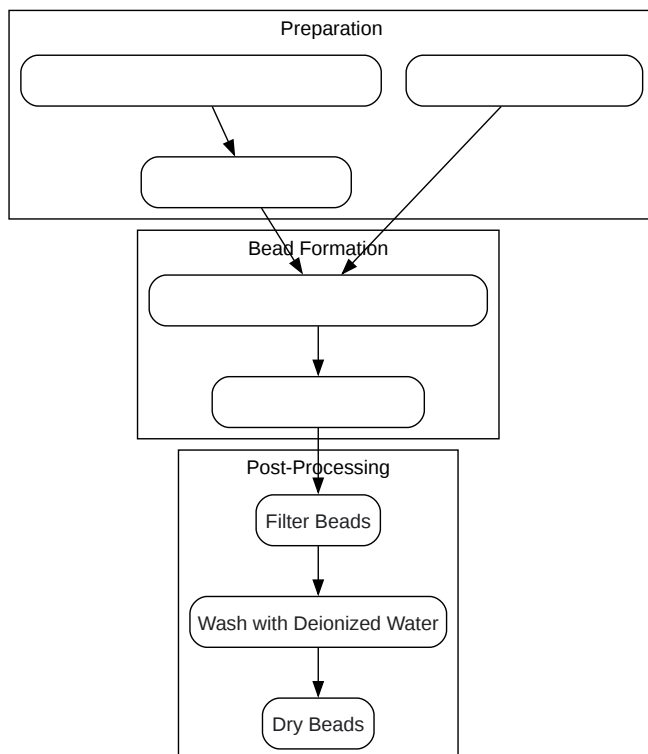 Preparation
Bead Formation
Post-Processing
Filter Beads
Wash with Deionized Water
Dry Beads